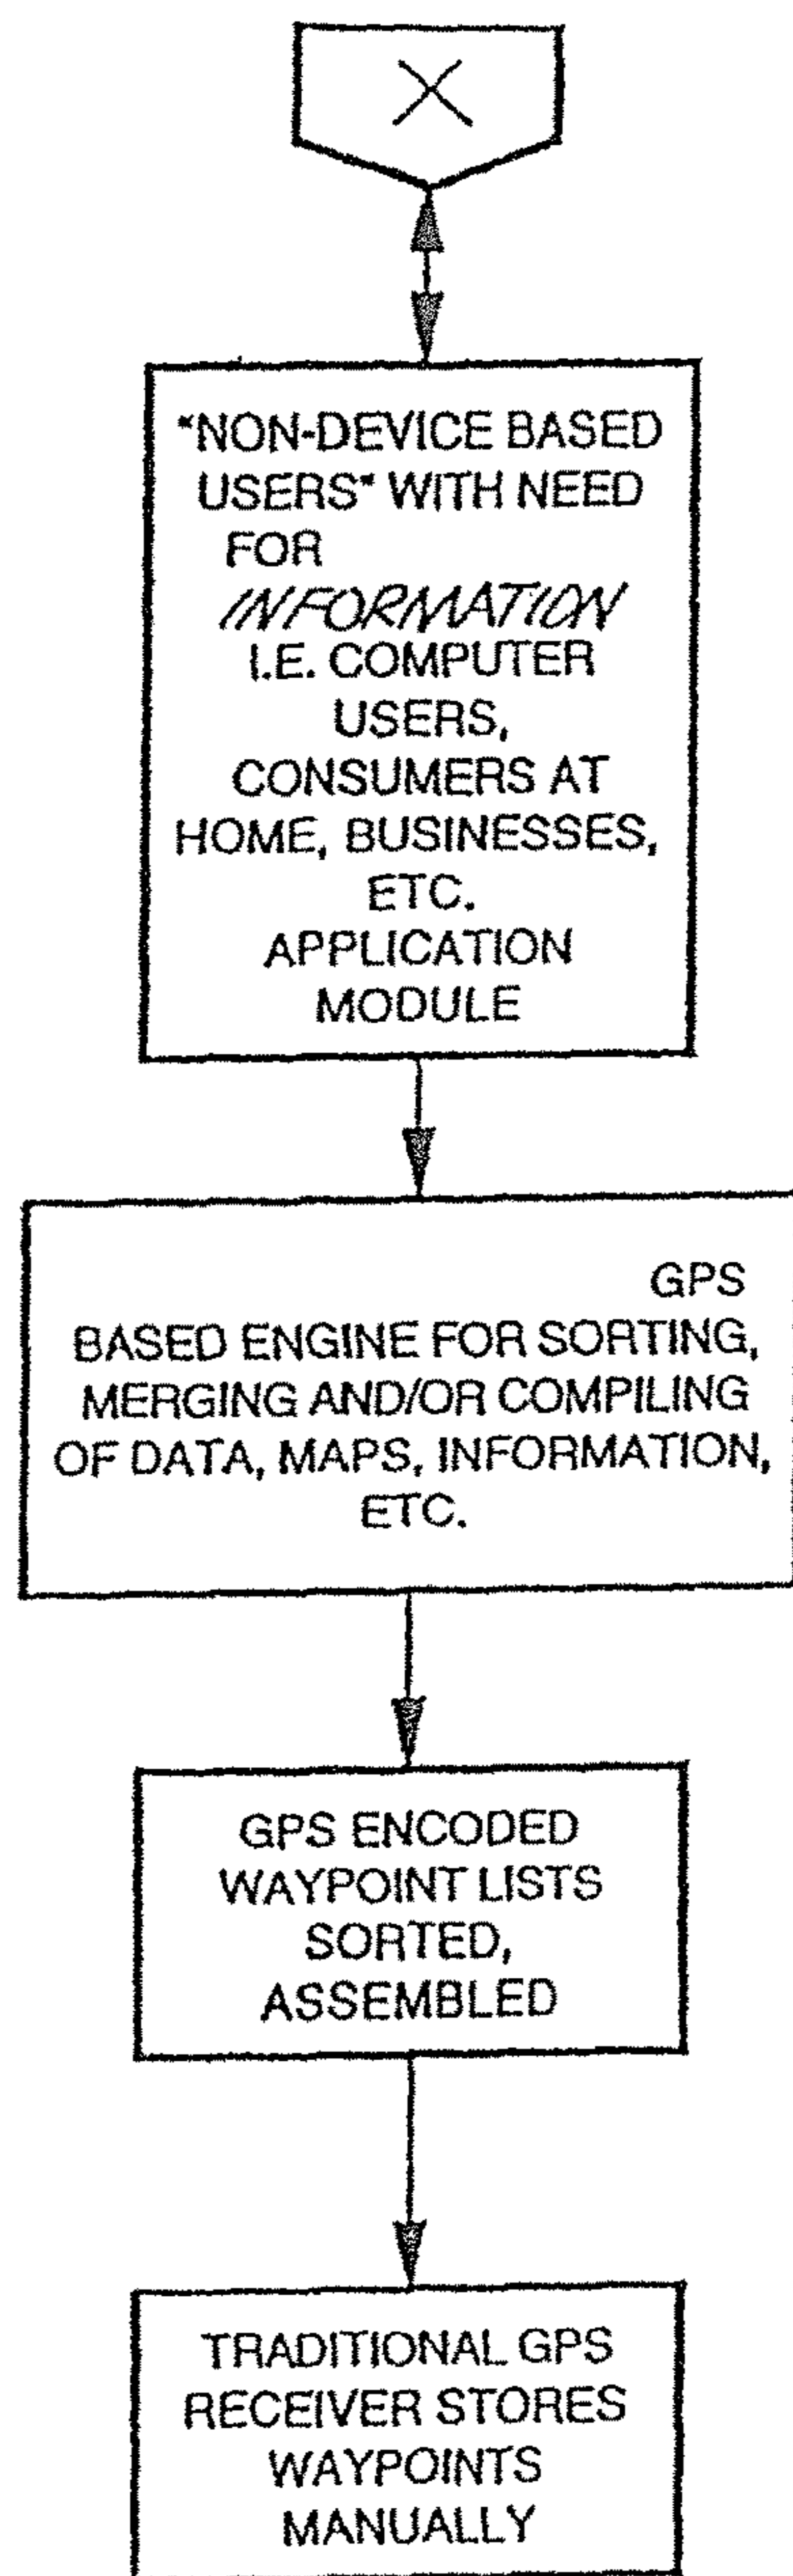 X
"NON-DEVICE BASED
USERS" WITH NEED
FOR
INFORMATION
I.E. COMPUTER
USERS,
CONSUMERS AT
HOME, BUSINESSES,
ETC.
APPLICATION
MODULE
GPS
BASED ENGINE FOR SORTING,
MERGING AND/OR COMPILING
OF DATA, MAPS, INFORMATION,
ETC.
GPS ENCODED
WAYPOINT LISTS
SORTED,
ASSEMBLED
TRADITIONAL GPS
RECEIVER STORES
WAYPOINTS
MANUALLY